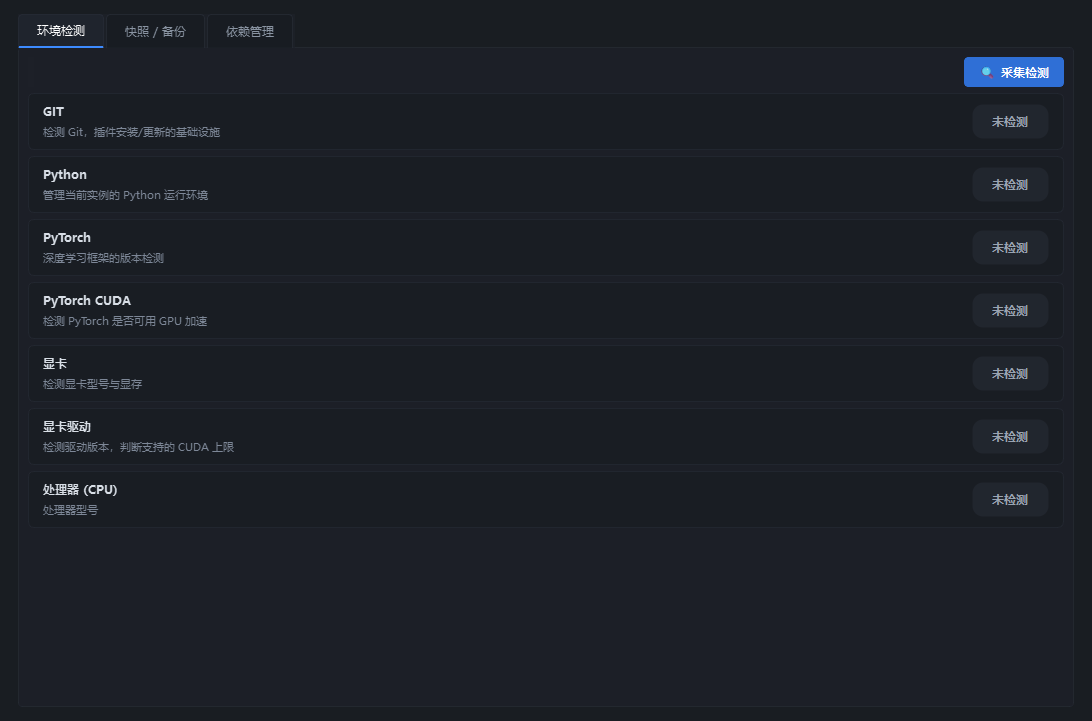 环境检测 快照 / 备份 依赖管理
采集检测
GIT
检测 Git，插件安装/更新的基础设施
未检测
Python
管理当前实例的 Python 运行环境
未检测
PyTorch
深度学习框架的版本检测
未检测
PyTorch CUDA
检测 PyTorch 是否可用 GPU 加速
未检测
显卡
检测显卡型号与显存
未检测
显卡驱动
检测驱动版本，判断支持的 CUDA 上限
未检测
处理器 (CPU)
处理器型号
未检测